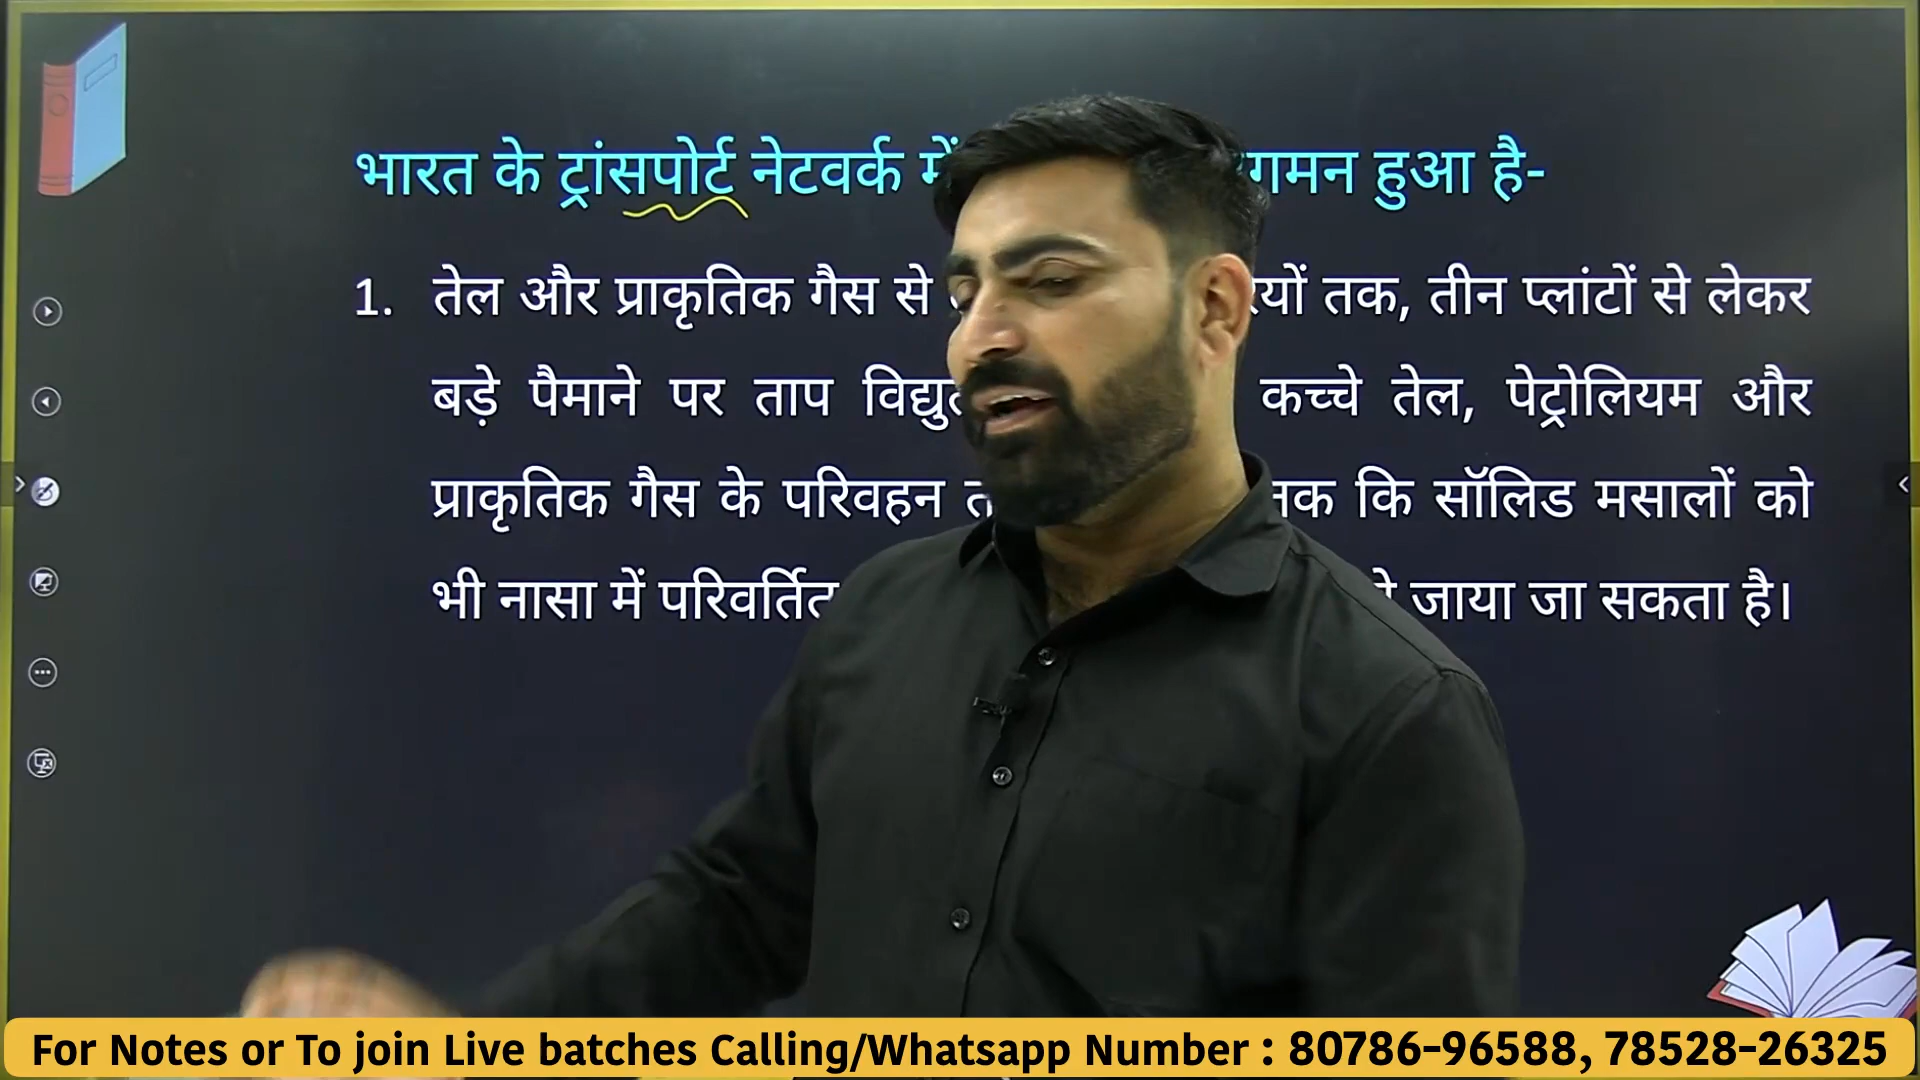 भारत के ट्रांसपोर्ट नेटवर्क में गमन हुआ है-
1. तेल और प्राकृतिक गैस से तक, तीन प्लांटों से लेकर
बड़े पैमाने पर ताप कच्चे तेल, पेट्रोलियम और
प्राकृतिक गैस के परिवहन कि सॉलिड मसालों को
भी नासा में जाया जा सकता है।
For Notes or To join Live batches Calling/Whatsapp Number : 80786-96588, 78528-26325